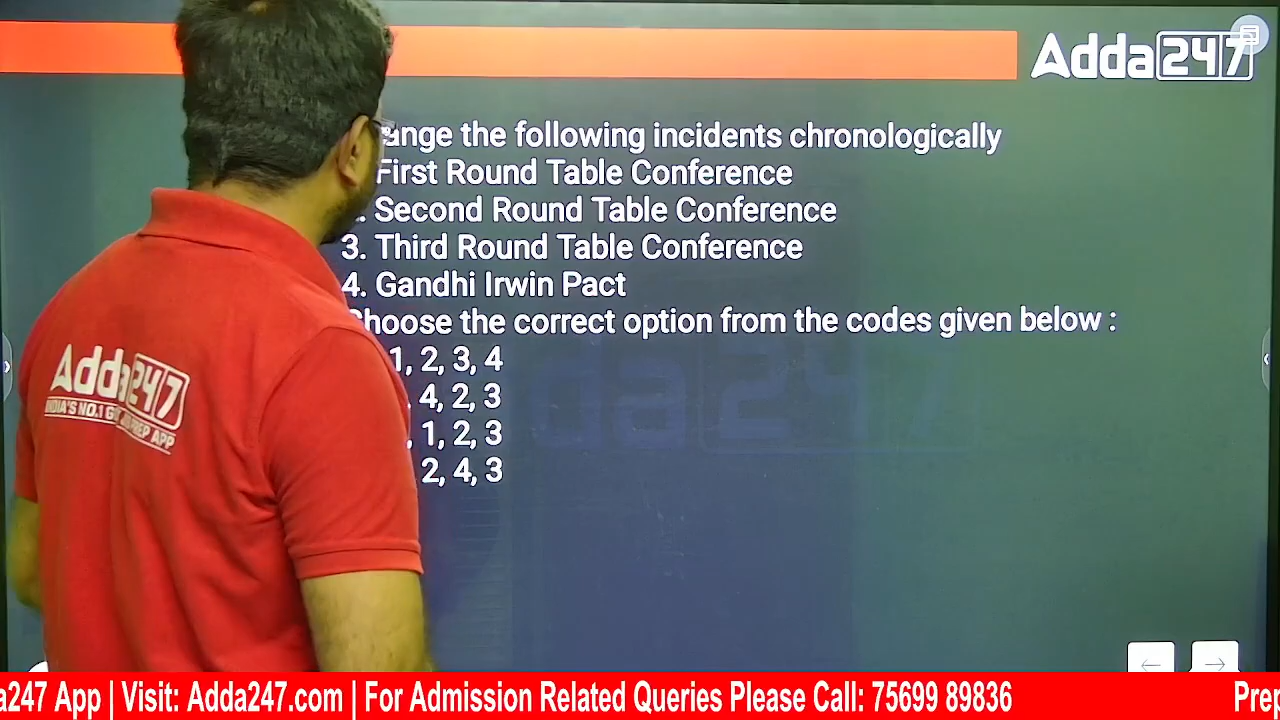 Adda247
ange the following incidents chronologically
First Round Table Conference
. Second Round Table Conference
3. Third Round Table Conference
4. Gandhi Irwin Pact
hoose the correct option from the codes given below :
1, 2, 3, 4
, 4, 2, 3
, 1, 2, 3
2, 4, 3
Adda247
INDIA'S NO.1 G PREP APP
a247 App | Visit: Adda247.com | For Admission Related Queries Please Call: 75699 89836
Prep